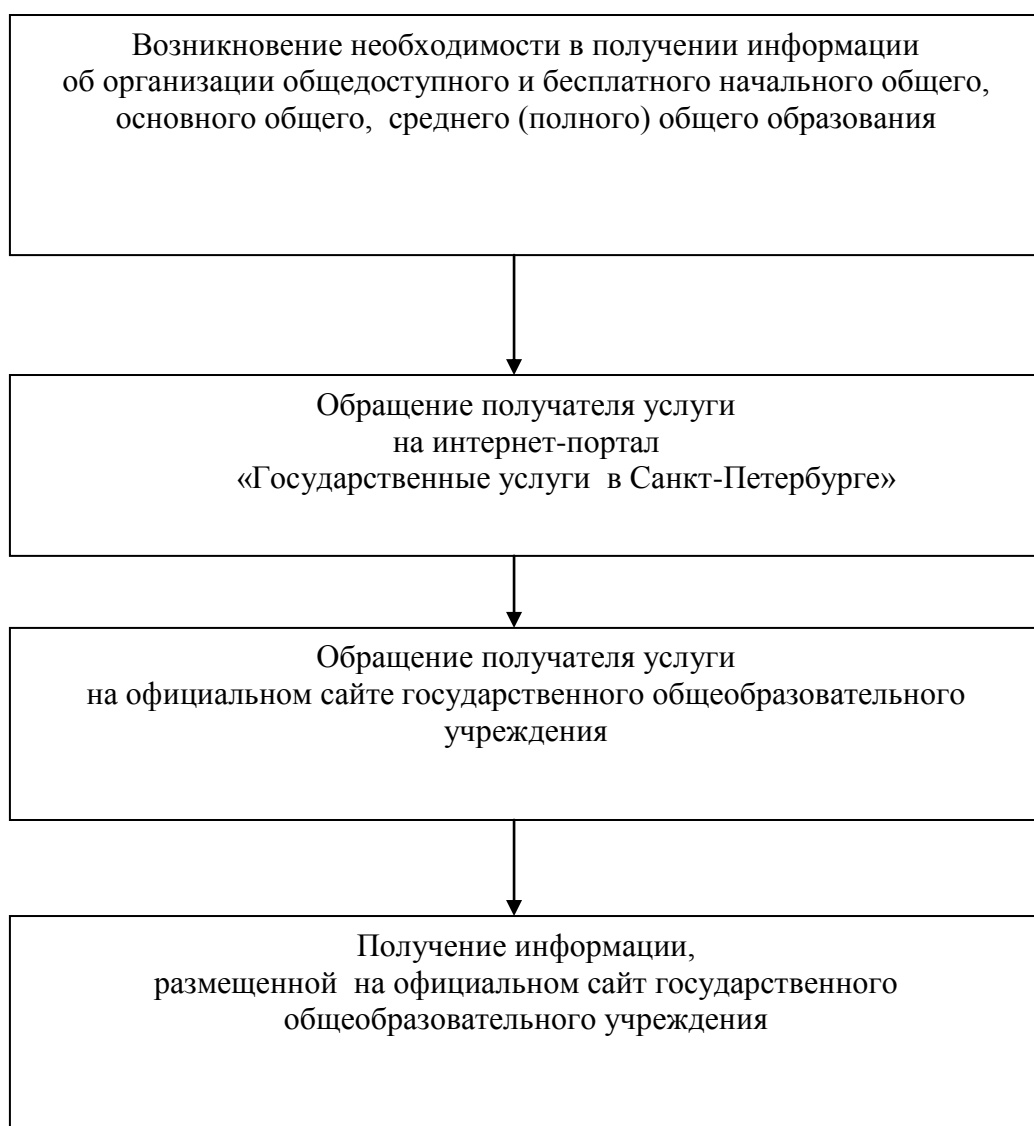 Возникновение необходимости в получении информации
об организации общедоступного и бесплатного начального общего,
основного общего,  среднего (полного) общего образования
Обращение получателя услуги
на интернет-портал
«Государственные услуги  в Санкт-Петербурге»
Обращение получателя услуги
на официальном сайте государственного общеобразовательного
учреждения
Получение информации,
размещенной  на официальном сайт государственного
общеобразовательного учреждения